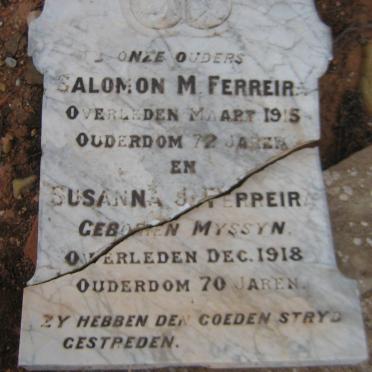 ONZE OUDERS
SALOMON M. FERREIRA
OVERLEDEN MAART 1915
OUDERDOM 72 JAREN
EN
SUSANNA J. FERREIRA
GEBOREN MYSSYN.
OVERLEDEN DEC. 1918
OUDERDOM 70 JAREN.
ZY HEBBEN DEN GOEDEN STRYD
GESTREDEN.